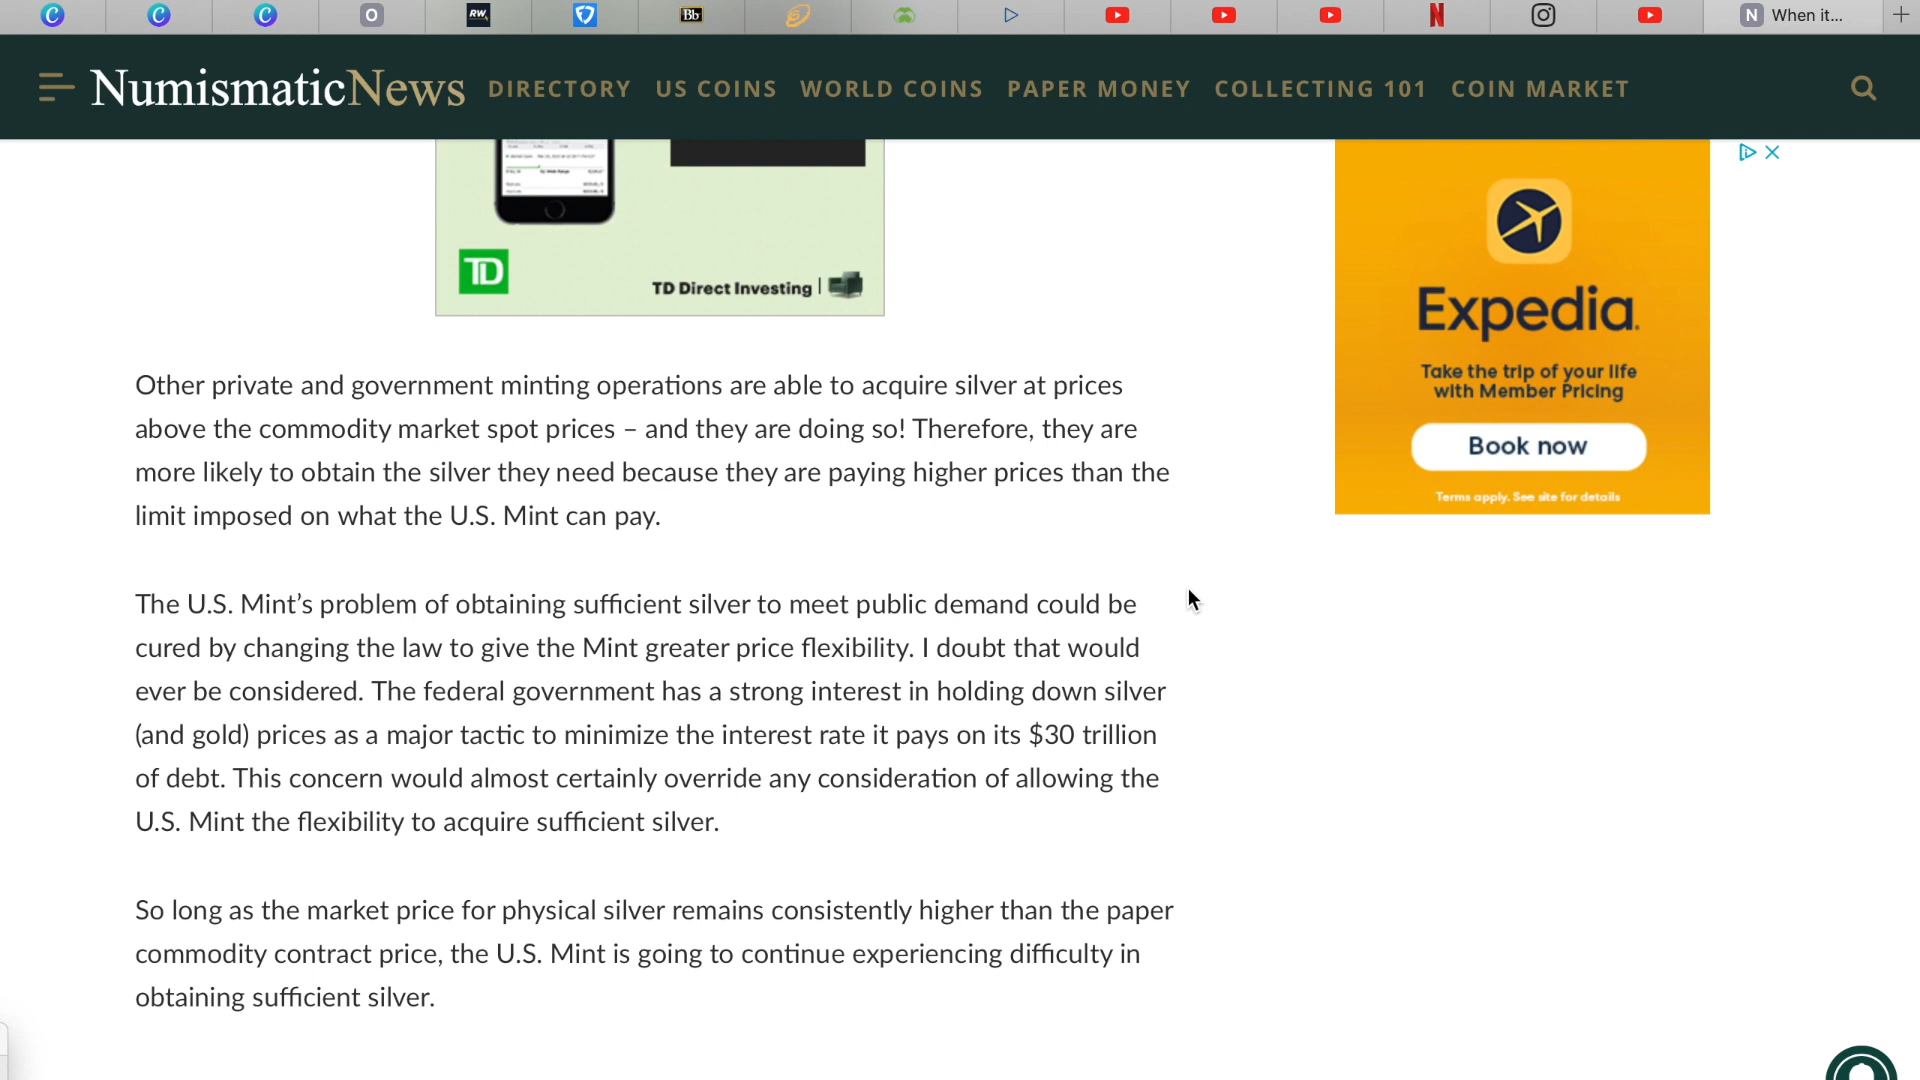 O
RW
Bb
N When it...
NumismaticNews DIRECTORY US COINS WORLD COINS PAPER MONEY COLLECTING 101 COIN MARKET
TD
TD Direct Investing
Expedia.
Take the trip of your life
with Member Pricing
Book now
Terms apply. See site for details
Other private and government minting operations are able to acquire silver at prices
above the commodity market spot prices – and they are doing so! Therefore, they are
more likely to obtain the silver they need because they are paying higher prices than the
limit imposed on what the U.S. Mint can pay.
The U.S. Mint’s problem of obtaining sufficient silver to meet public demand could be
cured by changing the law to give the Mint greater price flexibility. I doubt that would
ever be considered. The federal government has a strong interest in holding down silver
(and gold) prices as a major tactic to minimize the interest rate it pays on its $30 trillion
of debt. This concern would almost certainly override any consideration of allowing the
U.S. Mint the flexibility to acquire sufficient silver.
So long as the market price for physical silver remains consistently higher than the paper
commodity contract price, the U.S. Mint is going to continue experiencing difficulty in
obtaining sufficient silver.